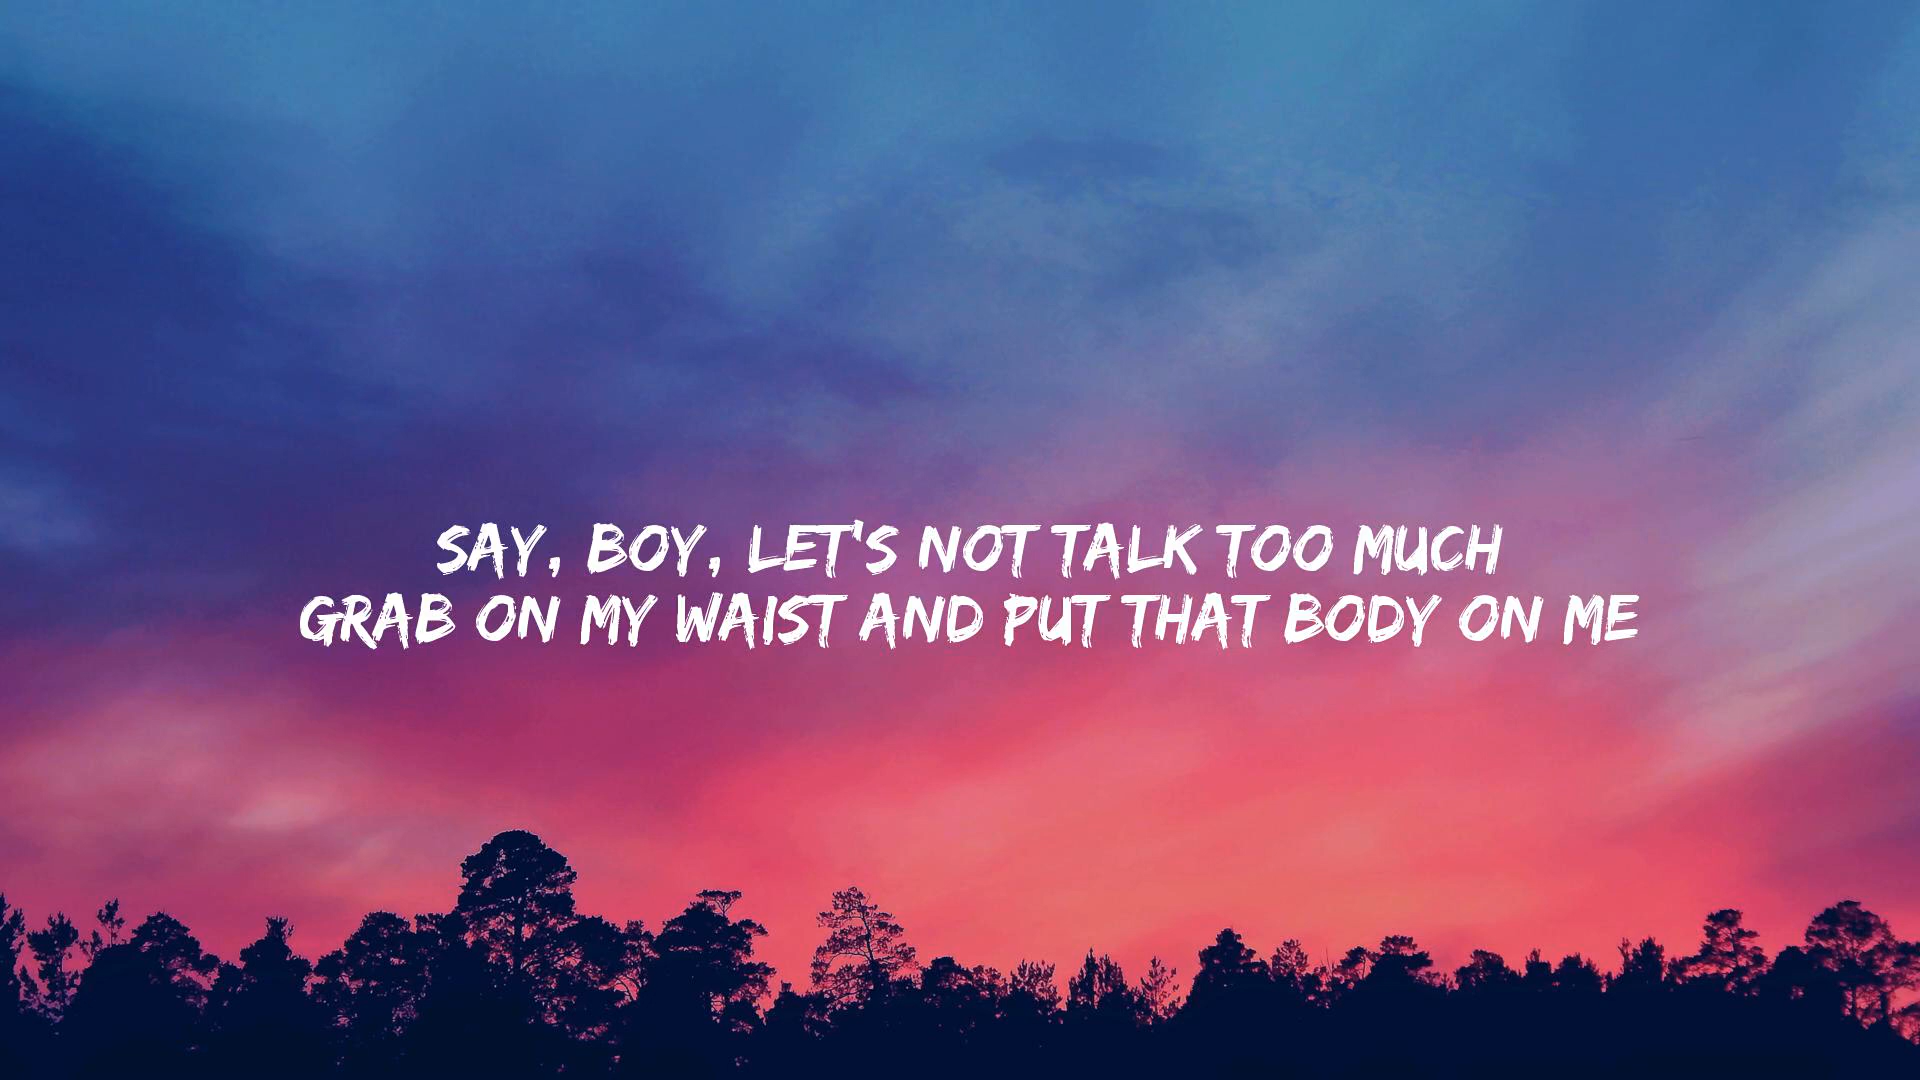 SAY, BOY, LET'S NOT TALK TOO MUCH
GRAB ON MY WAIST AND PUT THAT BODY ON ME